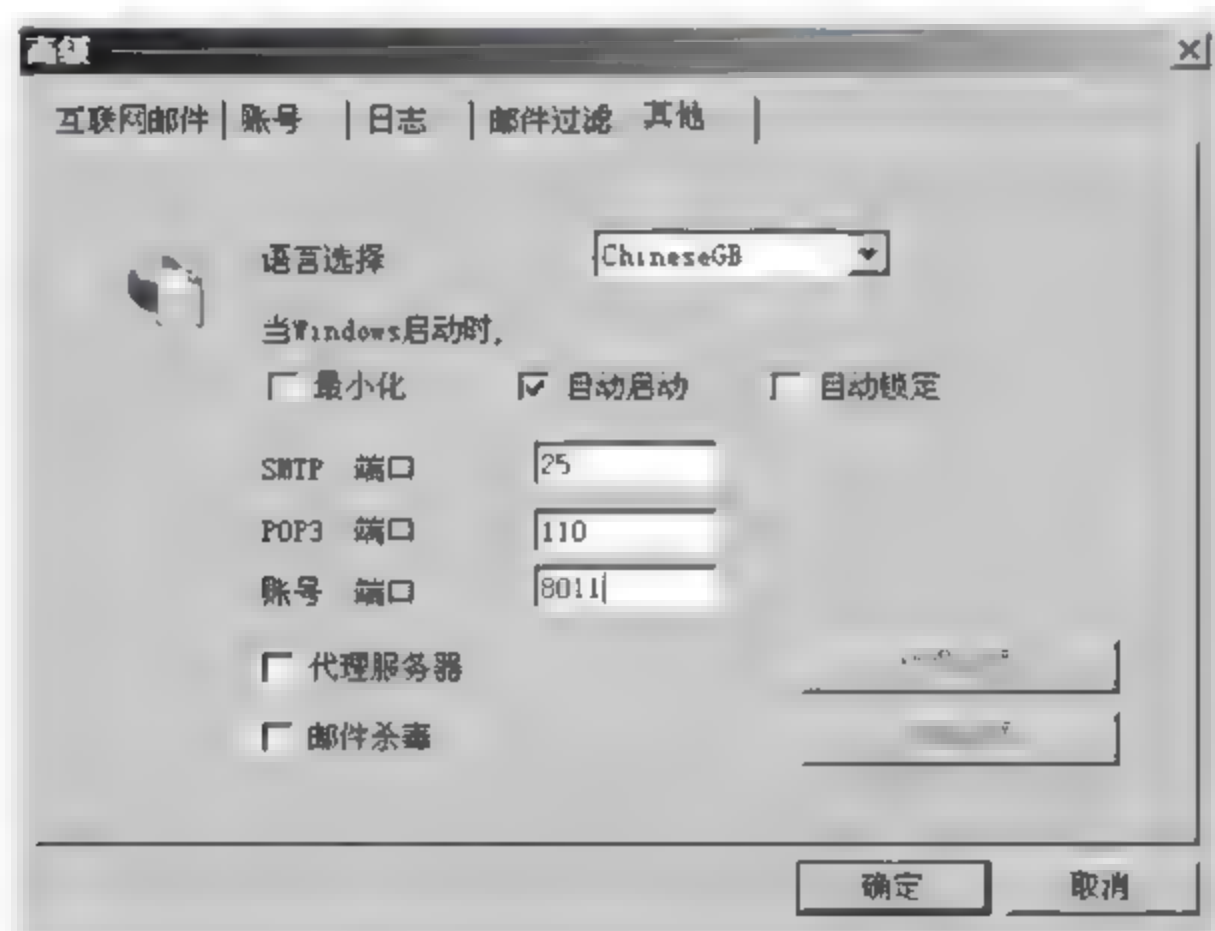 高级
互联网邮件 账号 日志 邮件过滤 其他
语言选择 ChineseGB
当Windows启动时,
最小化 自动启动 自动锁定
SMTP 端口 25
POP3 端口 110
账号 端口 8011
代理服务器
邮件杀毒
确定 取消